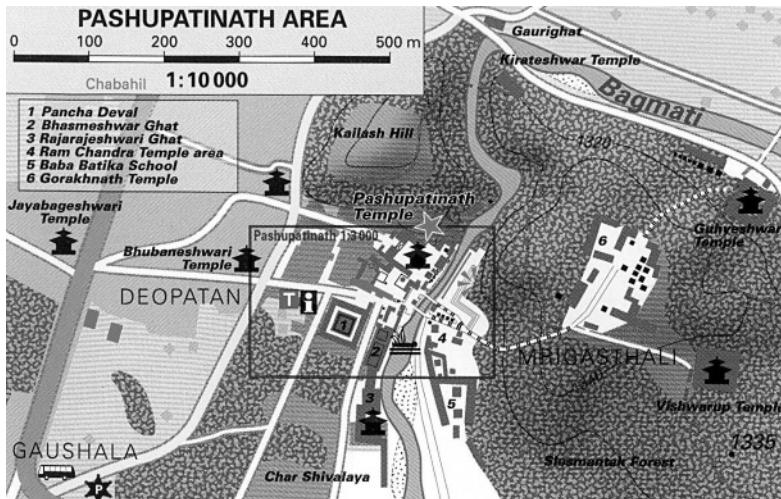 PASHUPATINATH AREA
0 100 200 300 400 500 m
Chabahil 1:10 000
1 Pancha Deval
2 Bhasmeshwar Ghat
3 Rajarajeshwari Ghat
4 Ram Chandra Temple area
5 Baba Batika School
6 Gorakhnath Temple
Gaurighat
Kirateshwar Temple
Bagmati
Kailash Hill
1320
Pashupatinath
Temple
Jayabageshwari
Temple
Guhyeshwari
Temple
Pashupatinath 1:3000
Bhubaneshwari
Temple
6
DEOPATAN
T i
1
2
4
MRIGASTHALI
3
5
Vishwarup Temple
GAUSHALA
1335
Char Shivalaya
Slesmantak Forest
P